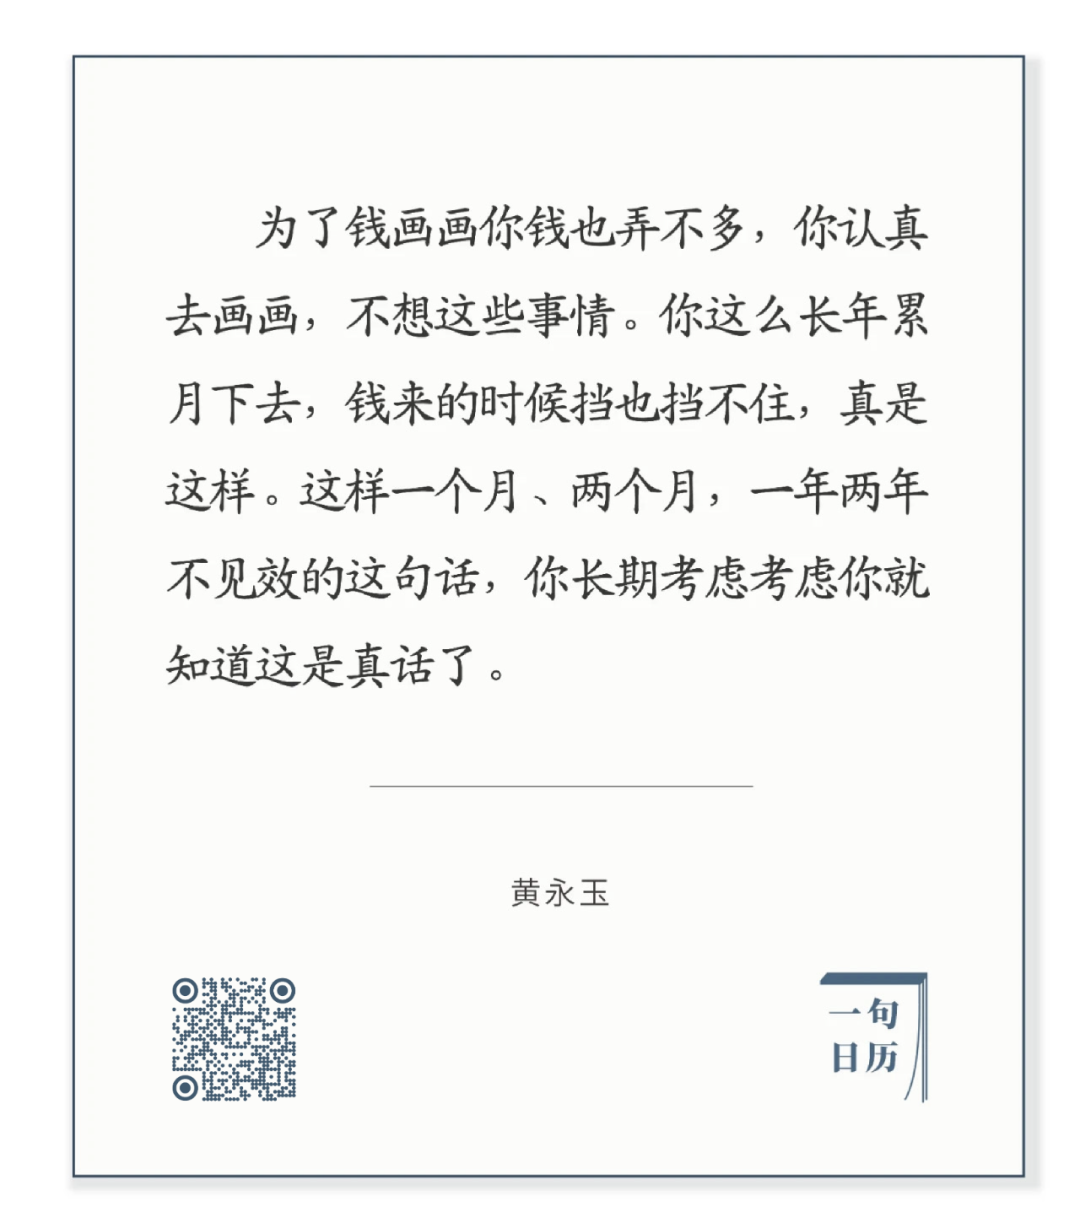 为了钱画画你钱也弄不多，你认真
去画画，不想这些事情。你这么长年累
月下去，钱来的时候挡也挡不住，真是
这样。这样一个月、两个月，一年两年
不见效的这句话，你长期考虑考虑你就
知道这是真话了。
黄永玉
一句
日历